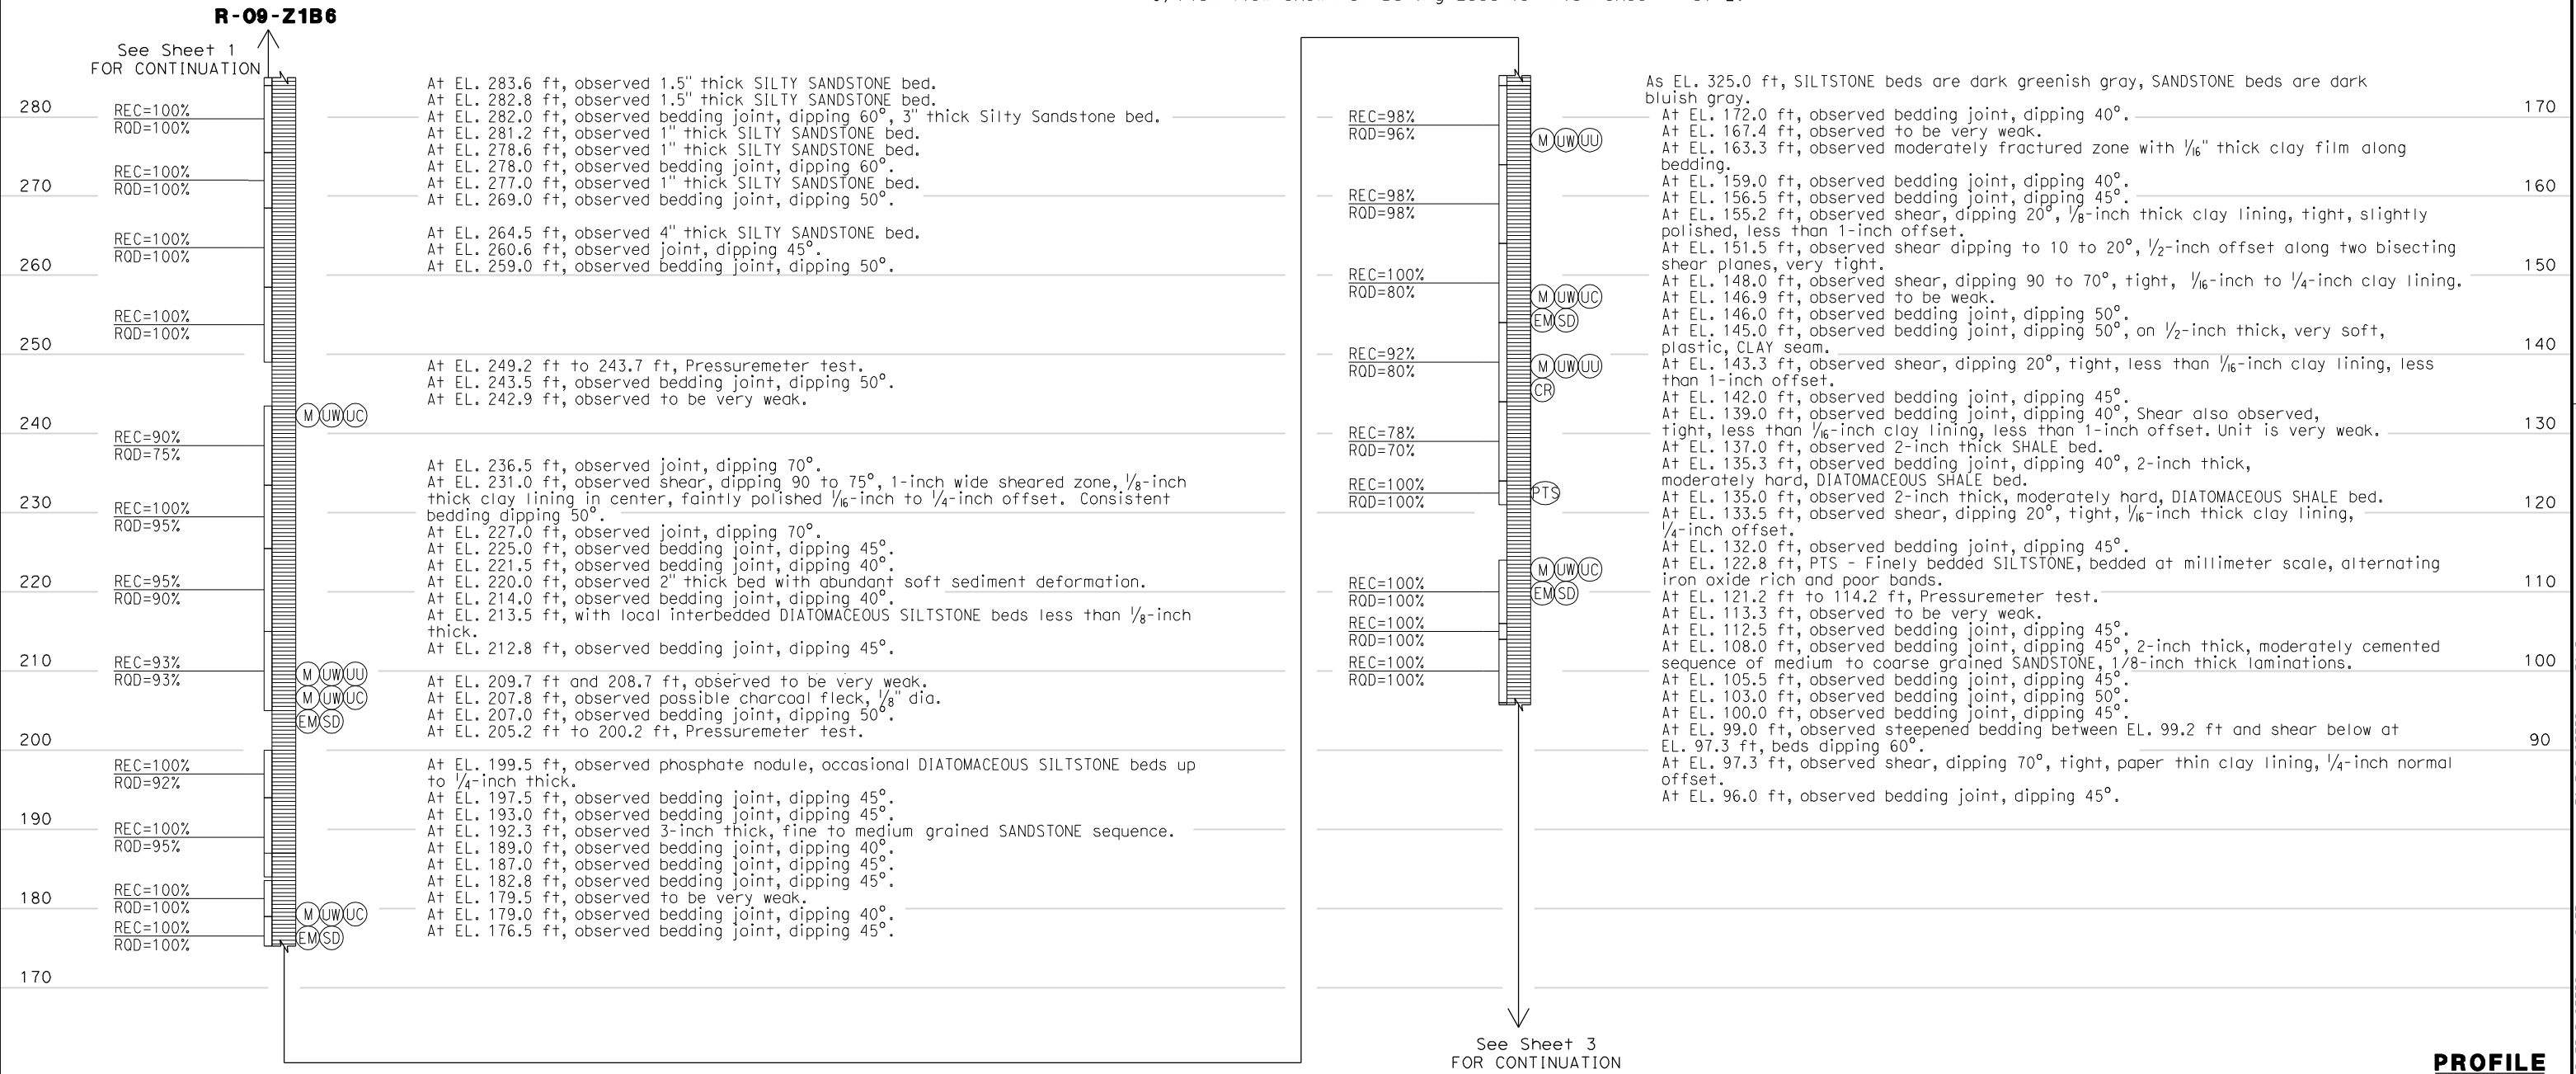 R-09-Z1B6
See Sheet 1
FOR CONTINUATION
280
270
260
250
240
230
220
210
200
190
180
170
REC=100%
RQD=100%
REC=100%
RQD=100%
REC=100%
RQD=100%
REC=100%
RQD=100%
REC=90%
RQD=75%
REC=100%
RQD=95%
REC=95%
RQD=90%
REC=93%
RQD=93%
REC=100%
RQD=92%
REC=100%
RQD=95%
REC=100%
RQD=100%
REC=100%
RQD=100%
M UW UC
M UW UU
M UW UC
EM SD
M UW UC
EM SD
At EL. 283.6 ft, observed 1.5" thick SILTY SANDSTONE bed.
At EL. 282.8 ft, observed 1.5" thick SILTY SANDSTONE bed.
At EL. 282.0 ft, observed bedding joint, dipping 60°, 3" thick Silty Sandstone bed.
At EL. 281.2 ft, observed 1" thick SILTY SANDSTONE bed.
At EL. 278.6 ft, observed 1" thick SILTY SANDSTONE bed.
At EL. 278.0 ft, observed bedding joint, dipping 60°.
At EL. 277.0 ft, observed 1" thick SILTY SANDSTONE bed.
At EL. 269.0 ft, observed bedding joint, dipping 50°.
At EL. 264.5 ft, observed 4" thick SILTY SANDSTONE bed.
At EL. 260.6 ft, observed joint, dipping 45°.
At EL. 259.0 ft, observed bedding joint, dipping 50°.
At EL. 249.2 ft to 243.7 ft, Pressuremeter test.
At EL. 243.5 ft, observed bedding joint, dipping 50°.
At EL. 242.9 ft, observed to be very weak.
At EL. 236.5 ft, observed joint, dipping 70°.
At EL. 231.0 ft, observed shear, dipping 90 to 75°, 1-inch wide sheared zone, 1/8-inch
thick clay lining in center, faintly polished 1/16-inch to 1/4-inch offset. Consistent
bedding dipping 50°.
At EL. 227.0 ft, observed joint, dipping 70°.
At EL. 225.0 ft, observed bedding joint, dipping 45°.
At EL. 221.5 ft, observed bedding joint, dipping 40°.
At EL. 220.0 ft, observed 2" thick bed with abundant soft sediment deformation.
At EL. 214.0 ft, observed bedding joint, dipping 40°.
At EL. 213.5 ft, with local interbedded DIATOMACEOUS SILTSTONE beds less than 1/8-inch
thick.
At EL. 212.8 ft, observed bedding joint, dipping 45°.
At EL. 209.7 ft and 208.7 ft, observed to be very weak.
At EL. 207.8 ft, observed possible charcoal fleck, 1/8" dia.
At EL. 207.0 ft, observed bedding joint, dipping 50°.
At EL. 205.2 ft to 200.2 ft, Pressuremeter test.
At EL. 199.5 ft, observed phosphate nodule, occasional DIATOMACEOUS SILTSTONE beds up
to 1/4-inch thick.
At EL. 197.5 ft, observed bedding joint, dipping 45°.
At EL. 193.0 ft, observed bedding joint, dipping 45°.
At EL. 192.3 ft, observed 3-inch thick, fine to medium grained SANDSTONE sequence.
At EL. 189.0 ft, observed bedding joint, dipping 40°.
At EL. 187.0 ft, observed bedding joint, dipping 45°.
At EL. 182.8 ft, observed bedding joint, dipping 45°.
At EL. 179.5 ft, observed to be very weak.
At EL. 179.0 ft, observed bedding joint, dipping 40°.
At EL. 176.5 ft, observed bedding joint, dipping 45°.
REC=98%
RQD=96%
REC=98%
RQD=98%
REC=100%
RQD=80%
REC=92%
RQD=80%
REC=78%
RQD=70%
REC=100%
RQD=100%
REC=100%
RQD=100%
REC=100%
RQD=100%
REC=100%
RQD=100%
M UW UU
M UW UC
EM SD
M UW UU
CR
PTS
M UW UC
EM SD
As EL. 325.0 ft, SILTSTONE beds are dark greenish gray, SANDSTONE beds are dark
bluish gray.
At EL. 172.0 ft, observed bedding joint, dipping 40°.
At EL. 167.4 ft, observed to be very weak.
At EL. 163.3 ft, observed moderately fractured zone with 1/16" thick clay film along
bedding.
At EL. 159.0 ft, observed bedding joint, dipping 40°.
At EL. 156.5 ft, observed bedding joint, dipping 45°.
At EL. 155.2 ft, observed shear, dipping 20°, 1/8-inch thick clay lining, tight, slightly
polished, less than 1-inch offset.
At EL. 151.5 ft, observed shear dipping to 10 to 20°, 1/2-inch offset along two bisecting
shear planes, very tight.
At EL. 148.0 ft, observed shear, dipping 90 to 70°, tight, 1/16-inch to 1/4-inch clay lining.
At EL. 146.9 ft, observed to be weak.
At EL. 146.0 ft, observed bedding joint, dipping 50°.
At EL. 145.0 ft, observed bedding joint, dipping 50°, on 1/2-inch thick, very soft,
plastic, CLAY seam.
At EL. 143.3 ft, observed shear, dipping 20°, tight, less than 1/16-inch clay lining, less
than 1-inch offset.
At EL. 142.0 ft, observed bedding joint, dipping 45°.
At EL. 139.0 ft, observed bedding joint, dipping 40°, Shear also observed,
tight, less than 1/16-inch clay lining, less than 1-inch offset. Unit is very weak.
At EL. 137.0 ft, observed 2-inch thick SHALE bed.
At EL. 135.3 ft, observed bedding joint, dipping 40°, 2-inch thick,
moderately hard, DIATOMACEOUS SHALE bed.
At EL. 135.0 ft, observed 2-inch thick, moderately hard, DIATOMACEOUS SHALE bed.
At EL. 133.5 ft, observed shear, dipping 20°, tight, 1/16-inch thick clay lining,
1/4-inch offset.
At EL. 132.0 ft, observed bedding joint, dipping 45°.
At EL. 122.8 ft, PTS - Finely bedded SILTSTONE, bedded at millimeter scale, alternating
iron oxide rich and poor bands.
At EL. 121.2 ft to 114.2 ft, Pressuremeter test.
At EL. 113.3 ft, observed to be very weak.
At EL. 112.5 ft, observed bedding joint, dipping 45°.
At EL. 108.0 ft, observed bedding joint, dipping 45°, 2-inch thick, moderately cemented
sequence of medium to coarse grained SANDSTONE, 1/8-inch thick laminations.
At EL. 105.5 ft, observed bedding joint, dipping 45°.
At EL. 103.0 ft, observed bedding joint, dipping 50°.
At EL. 100.0 ft, observed bedding joint, dipping 45°.
At EL. 99.0 ft, observed steepened bedding between EL. 99.2 ft and shear below at
EL. 97.3 ft, beds dipping 60°.
At EL. 97.3 ft, observed shear, dipping 70°, tight, paper thin clay lining, 1/4-inch normal
offset.
At EL. 96.0 ft, observed bedding joint, dipping 45°.
170
160
150
140
130
120
110
100
90
See Sheet 3
FOR CONTINUATION
PROFILE